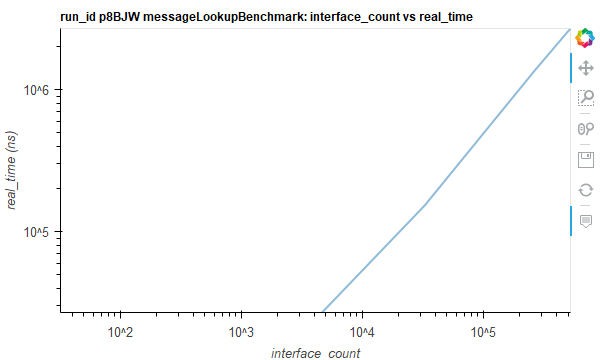 run_id p8BJW messageLookupBenchmark: interface_count vs real_time
real_time (ns)
10^6
10^5
10^2
10^3
10^4
10^5
interface_count